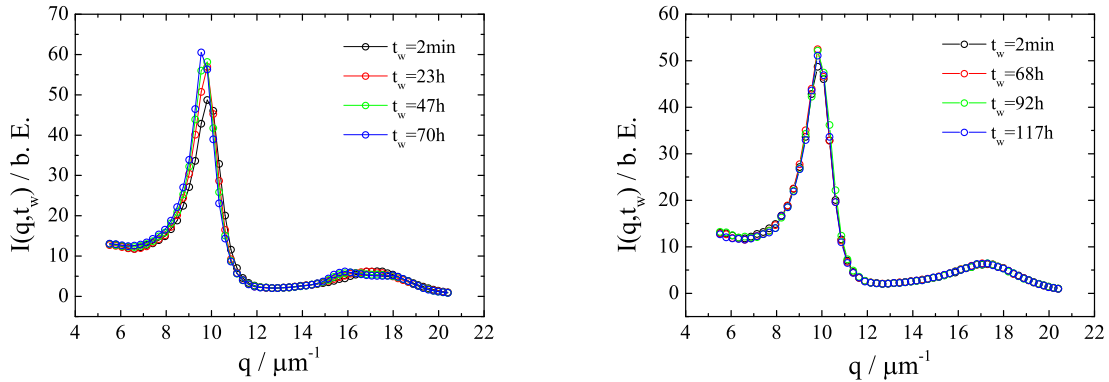 I(q,t_w) / b. E.
70
60
50
40
30
20
10
0
t_w=2min
t_w=23h
t_w=47h
t_w=70h
4 6 8 10 12 14 16 18 20 22
q / μm⁻¹
I(q,t_w) / b. E.
60
50
40
30
20
10
0
t_w=2min
t_w=68h
t_w=92h
t_w=117h
4 6 8 10 12 14 16 18 20 22
q / μm⁻¹